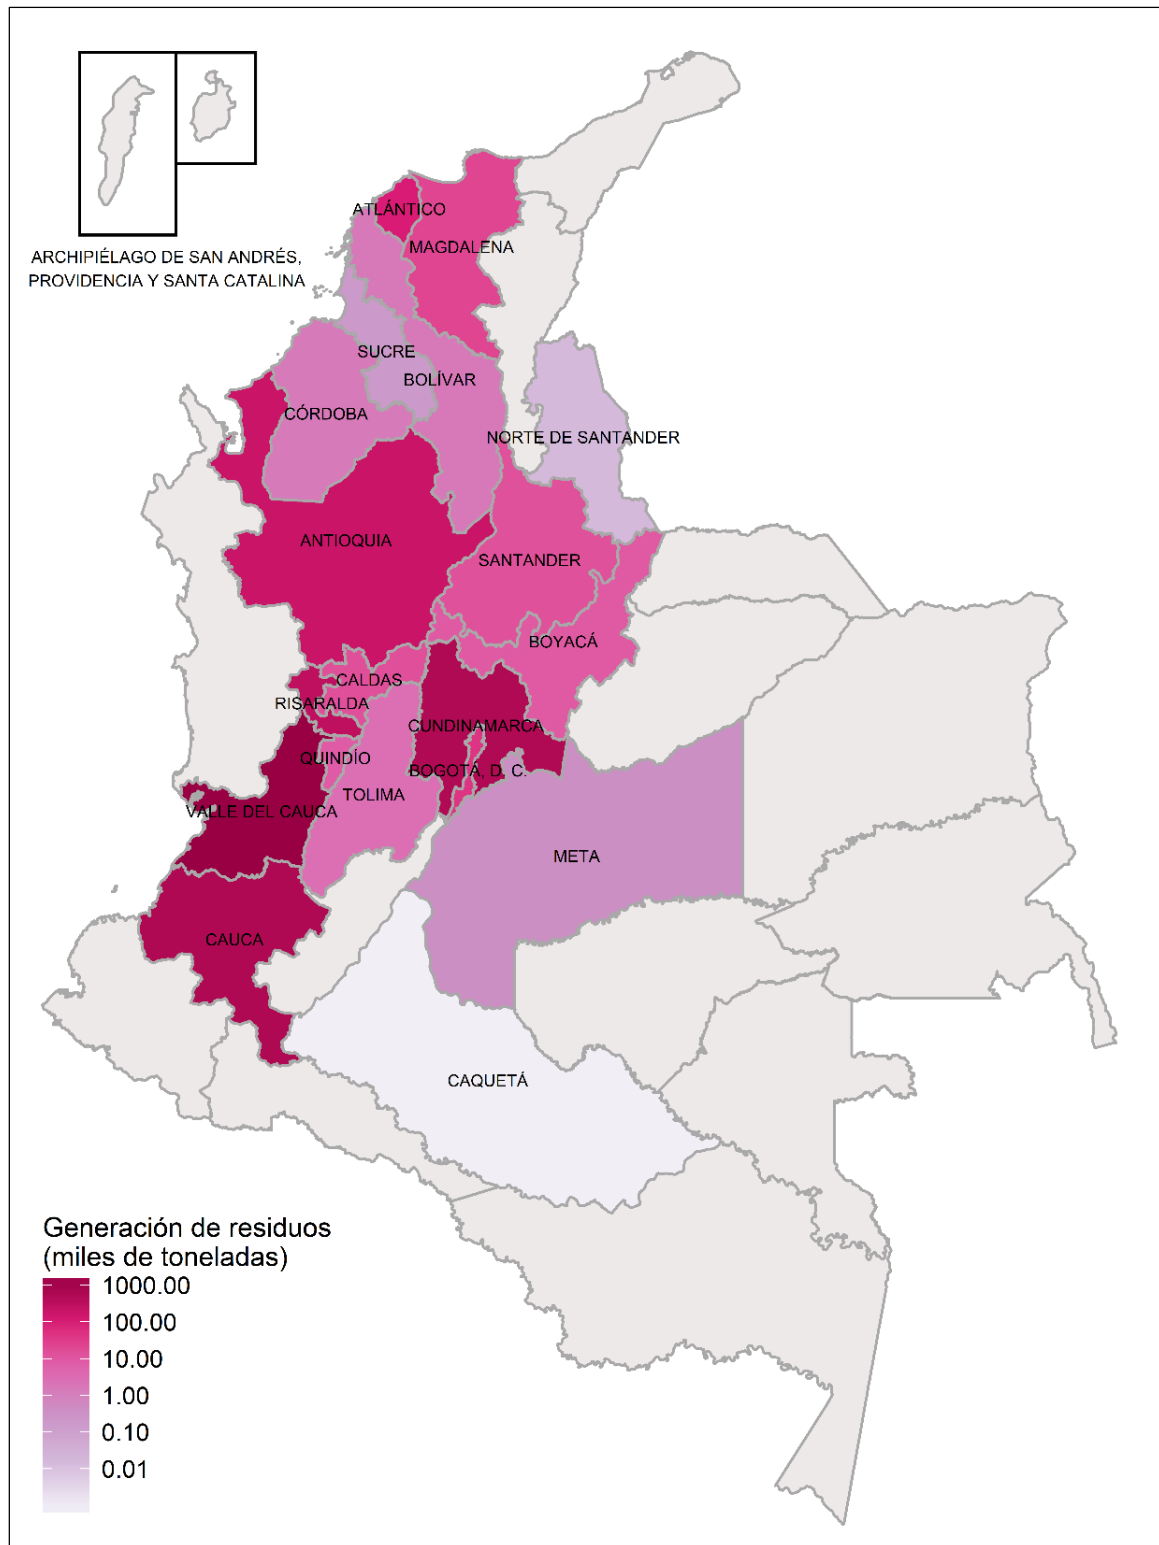 ATLÁNTICO
MAGDALENA
ARCHIPIÉLAGO DE SAN ANDRÉS,
PROVIDENCIA Y SANTA CATALINA
SUCRE
BOLÍVAR
CÓRDOBA
NORTE DE SANTANDER
ANTIOQUIA
SANTANDER
BOYACÁ
CALDAS
RISARALDA
CUNDINAMARCA
QUINDÍO
BOGOTÁ, D. C.
TOLIMA
VALLE DEL CAUCA
META
CAUCA
CAQUETÁ
Generación de residuos
(miles de toneladas)
1000.00
100.00
10.00
1.00
0.10
0.01